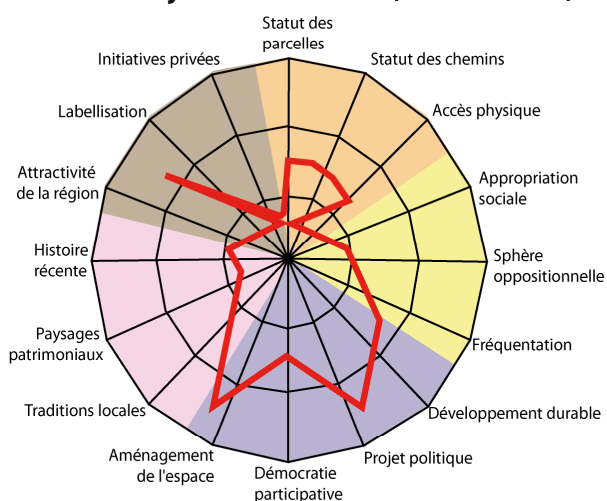 Statut des
parcelles
Initiatives privées
Statut des chemins
Labellisation
Accès physique
Attractivité
de la région
Appropriation
sociale
Histoire
récente
Sphère
oppositionnelle
Paysages
patrimoniaux
Fréquentation
Traditions locales
Développement durable
Aménagement
de l'espace
Projet politique
Démocratie
participative